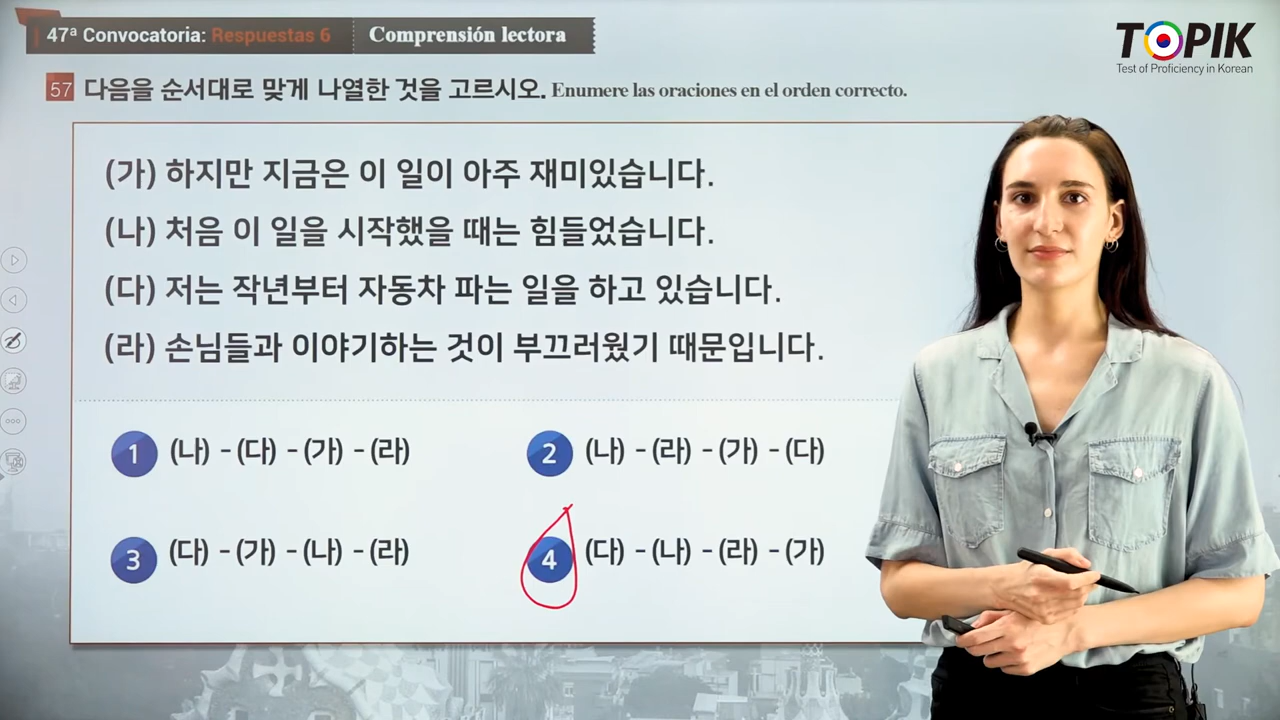 47ª Convocatoria: Respuestas 6 Comprensión lectora
TOPIK
Test of Proficiency in Korean
57 다음을 순서대로 맞게 나열한 것을 고르시오. Enumere las oraciones en el orden correcto.
(가) 하지만 지금은 이 일이 아주 재미있습니다.
(나) 처음 이 일을 시작했을 때는 힘들었습니다.
(다) 저는 작년부터 자동차 파는 일을 하고 있습니다.
(라) 손님들과 이야기하는 것이 부끄러웠기 때문입니다.
1 (나) - (다) - (가) - (라)
2 (나) - (라) - (가) - (다)
3 (다) - (가) - (나) - (라)
4 (다) - (나) - (라) - (가)